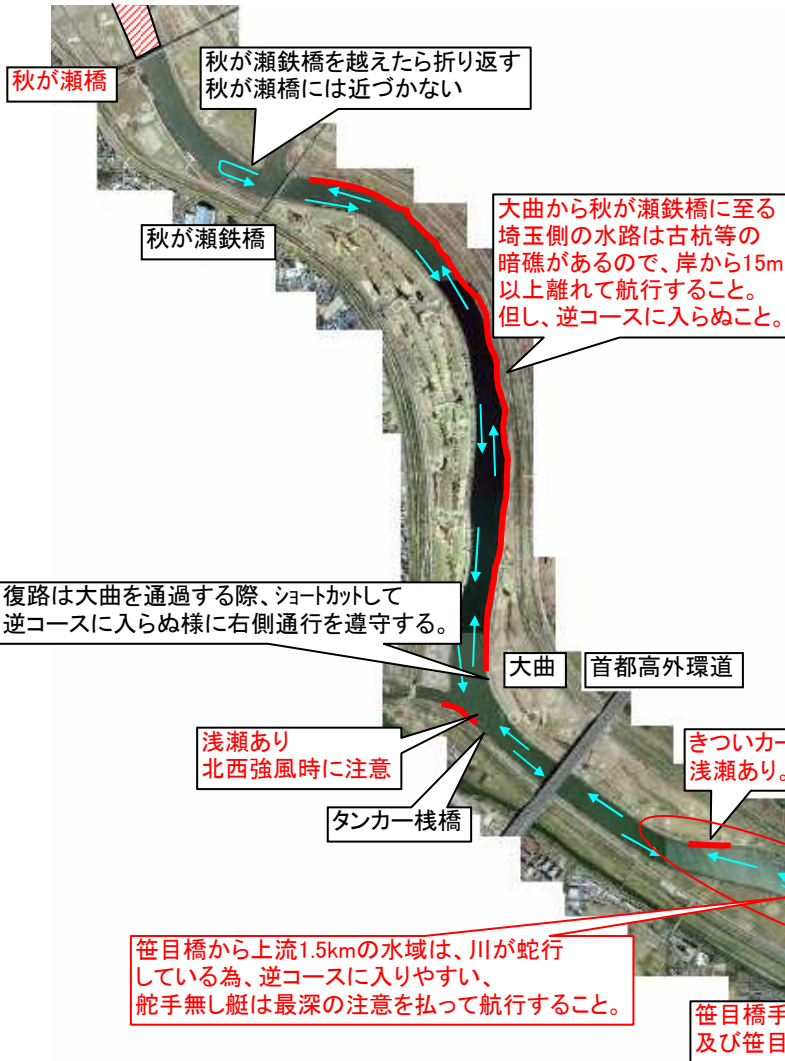 秋が瀬橋
秋が瀬鉄橋を越えたら折り返す
秋が瀬橋には近づかない
秋が瀬鉄橋
大曲から秋が瀬鉄橋に至る
埼玉側の水路は古杭等の
暗礁があるので、岸から15m
以上離れて航行すること。
但し、逆コースに入らぬこと。
復路は大曲を通過する際、ショートカットして
逆コースに入らぬ様に右側通行を遵守する。
大曲
首都高外環道
浅瀬あり
北西強風時に注意
タンカー桟橋
きついカー
浅瀬あり。
笹目橋から上流1.5kmの水域は、川が蛇行
している為、逆コースに入りやすい、
舵手無し艇は最深の注意を払って航行すること。
笹目橋手
及び笹目